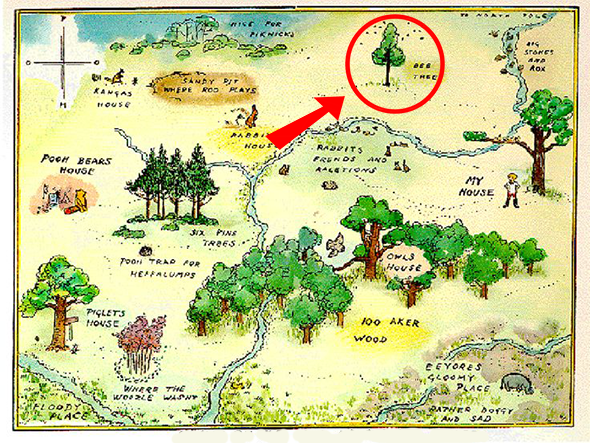 TO NORTH POLE
NICE FOR
PIKNICKS
BIG
STONES
AND
ROX
BEE
TREE
KANGAS
HOUSE
SANDY PIT
WHERE ROO PLAYS
RABBITS
HOUSE
RABBITS
FRENDS AND
RALETIONS
POOH BEARS
HOUSE
MY
HOUSE
SIX PINE
TREES
POOH TRAP FOR
HEFFALUMPS
OWLS
HOUSE
PIGLETS
HOUSE
100 AKER
WOOD
EEYORES
GLOOMY
PLACE
WHERE THE
WOOZLE WASNT
FLOODY
PLACE
RATHER BOGGY
AND SAD